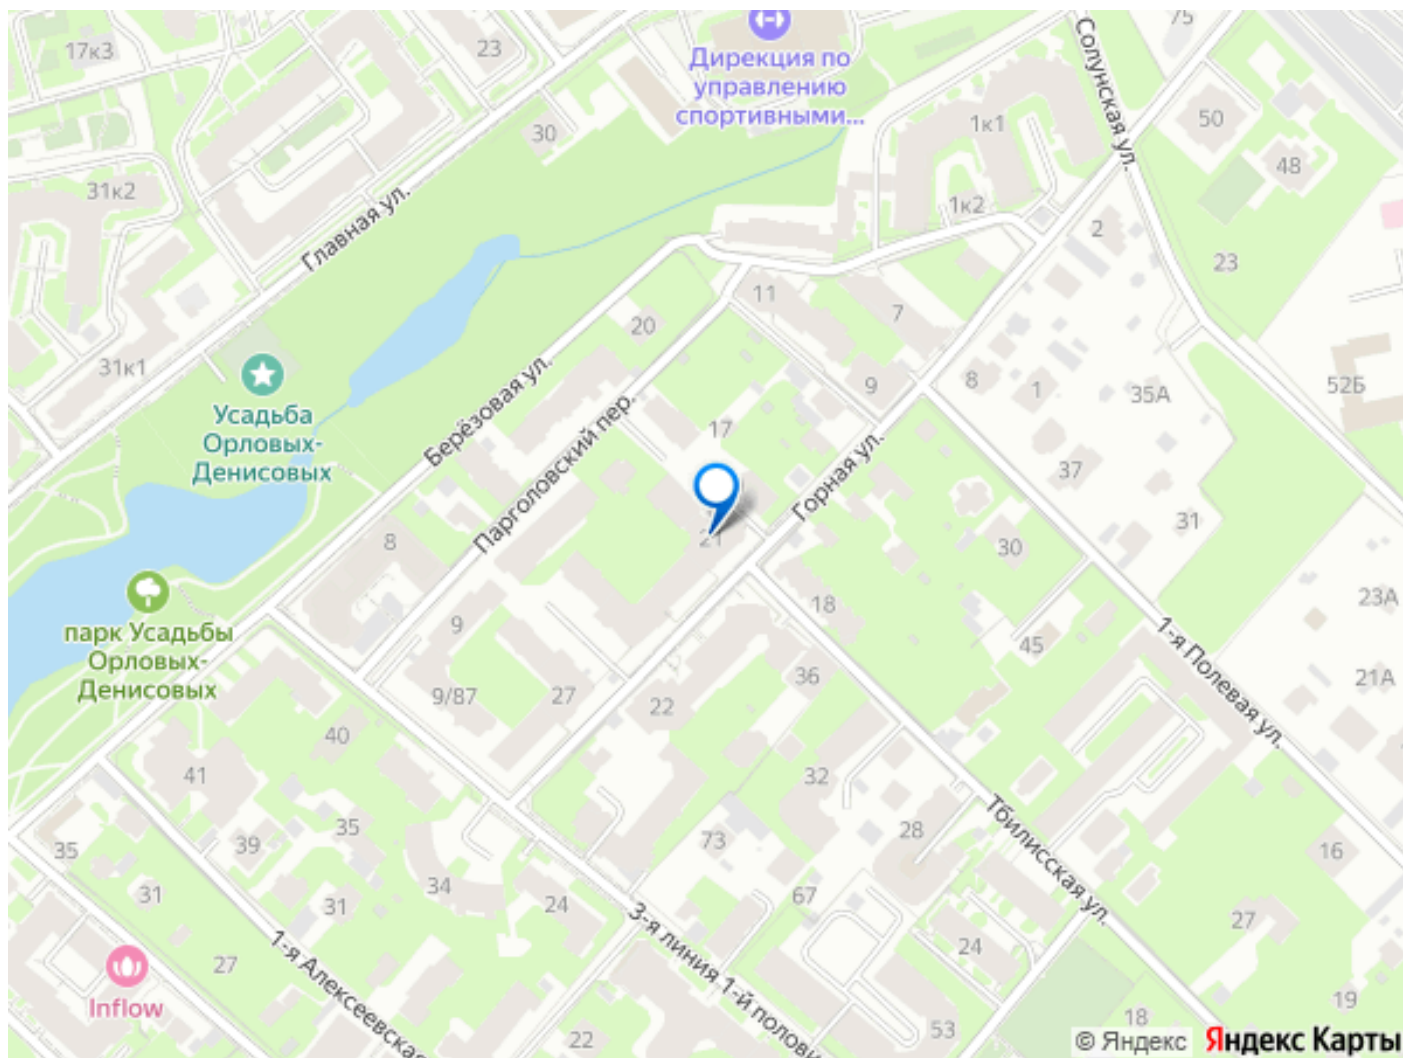 17к3
23
75
Дирекция по
управлению
спортивными...
30
1к1
Солунская ул.
50
48
31к2
Главная ул.
1к2
2
23
11
7
20
31к1
Усадьба
Орловых-
Денисовых
Берёзовая ул.
Парголовский пер.
17
9
8
1
35А
52Б
Горная ул.
37
31
21
8
30
23А
парк Усадьбы
Орловых-
Денисовых
9
18
45
1-я Полевая ул.
21А
9/87
27
22
36
40
41
32
Тбилисская ул.
35
39
35
73
28
16
31
34
31
24
67
3-я линия 1-й полови
27
24
27
1-я Алексеевская
Inflow
22
53
18
19
© Яндекс
Яндекс Карты